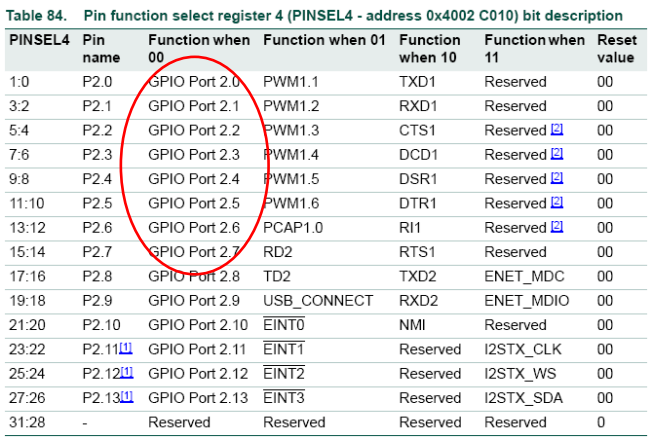 Table 84. Pin function select register 4 (PINSEL4 - address 0x4002 C010) bit description
PINSEL4 Pin name Function when 00 Function when 01 Function when 10 Function when 11 Reset value
1:0 P2.0 GPIO Port 2.0 PWM1.1 TXD1 Reserved 00
3:2 P2.1 GPIO Port 2.1 PWM1.2 RXD1 Reserved 00
5:4 P2.2 GPIO Port 2.2 PWM1.3 CTS1 Reserved [2] 00
7:6 P2.3 GPIO Port 2.3 PWM1.4 DCD1 Reserved [2] 00
9:8 P2.4 GPIO Port 2.4 PWM1.5 DSR1 Reserved [2] 00
11:10 P2.5 GPIO Port 2.5 PWM1.6 DTR1 Reserved [2] 00
13:12 P2.6 GPIO Port 2.6 PCAP1.0 RI1 Reserved [2] 00
15:14 P2.7 GPIO Port 2.7 RD2 RTS1 Reserved 00
17:16 P2.8 GPIO Port 2.8 TD2 TXD2 ENET_MDC 00
19:18 P2.9 GPIO Port 2.9 USB_CONNECT RXD2 ENET_MDIO 00
21:20 P2.10 GPIO Port 2.10 EINT0 NMI Reserved 00
23:22 P2.11[1] GPIO Port 2.11 EINT1 Reserved I2STX_CLK 00
25:24 P2.12[1] GPIO Port 2.12 EINT2 Reserved I2STX_WS 00
27:26 P2.13[1] GPIO Port 2.13 EINT3 Reserved I2STX_SDA 00
31:28 - Reserved Reserved Reserved Reserved 0